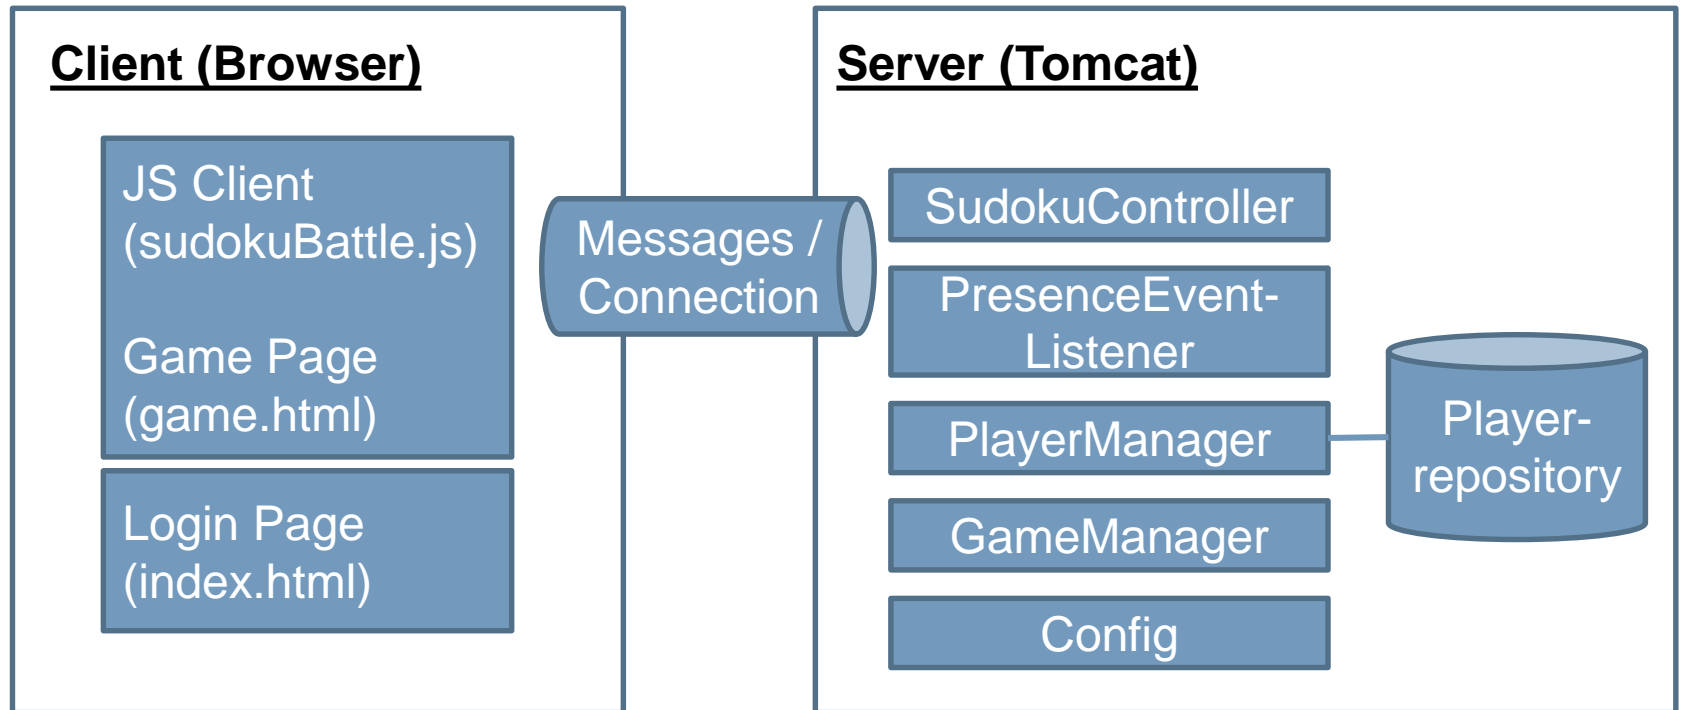 Client (Browser)
JS Client
(sudokuBattle.js)
Game Page
(game.html)
Login Page
(index.html)
Messages /
Connection
Server (Tomcat)
SudokuController
PresenceEvent-
Listener
PlayerManager
GameManager
Config
Player-
repository